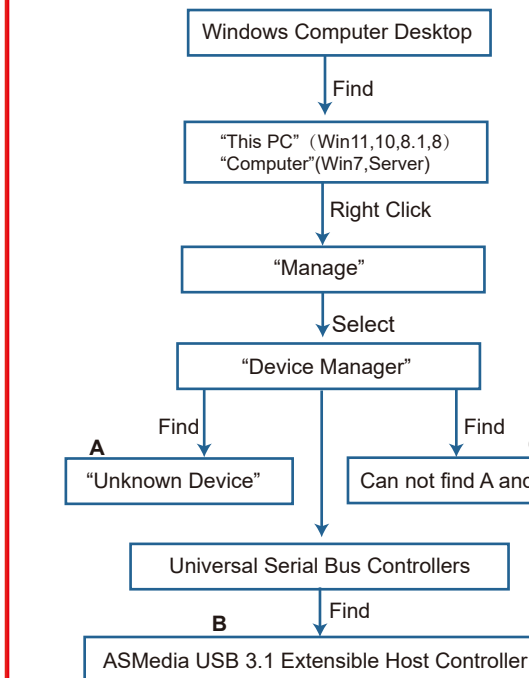 Windows Computer Desktop
Find
“This PC”（Win11,10,8.1,8）
“Computer”(Win7,Server)
Right Click
“Manage”
Select
“Device Manager”
Find
Find
A
“Unknown Device”
Can not find A and
Universal Serial Bus Controllers
Find
B
ASMedia USB 3.1 Extensible Host Controller